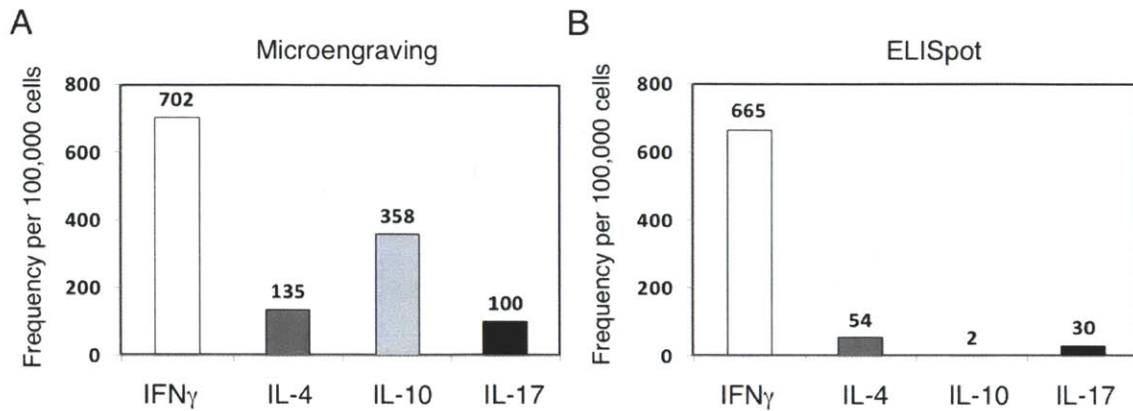 A
Microengraving
Frequency per 100,000 cells
800
600
400
200
0
702
135
358
100
IFNγ
IL-4
IL-10
IL-17
B
ELISpot
Frequency per 100,000 cells
800
600
400
200
0
665
54
2
30
IFNγ
IL-4
IL-10
IL-17